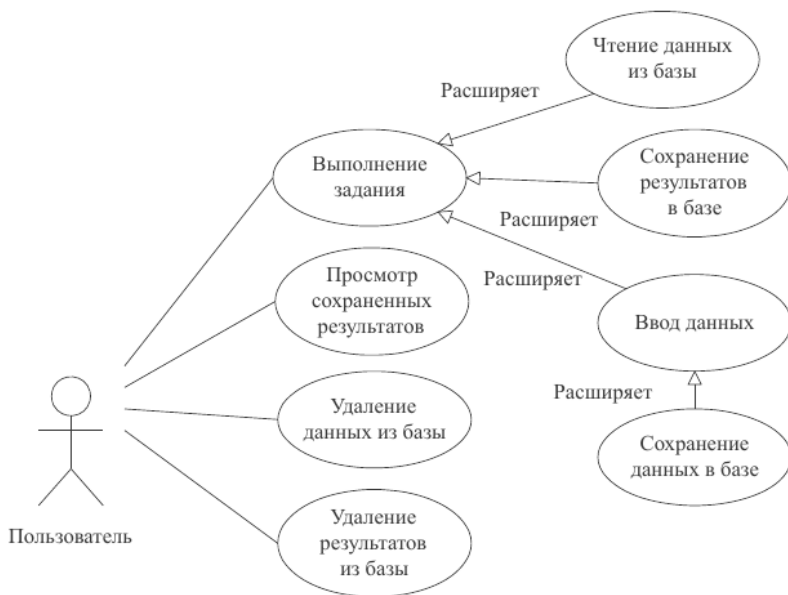 Чтение данных
из базы
Расширяет
Выполнение
задания
Сохранение
результатов
в базе
Расширяет
Просмотр
сохраненных
результатов
Расширяет
Ввод данных
Расширяет
Удаление
данных из базы
Сохранение
данных в базе
Пользователь
Удаление
результатов
из базы